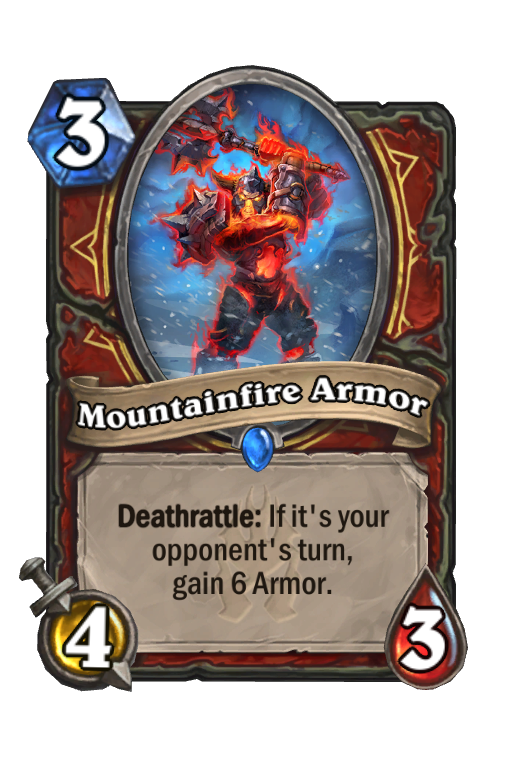 3
Mountainfire Armor
Deathrattle: If it's your
opponent's turn,
gain 6 Armor.
4
3